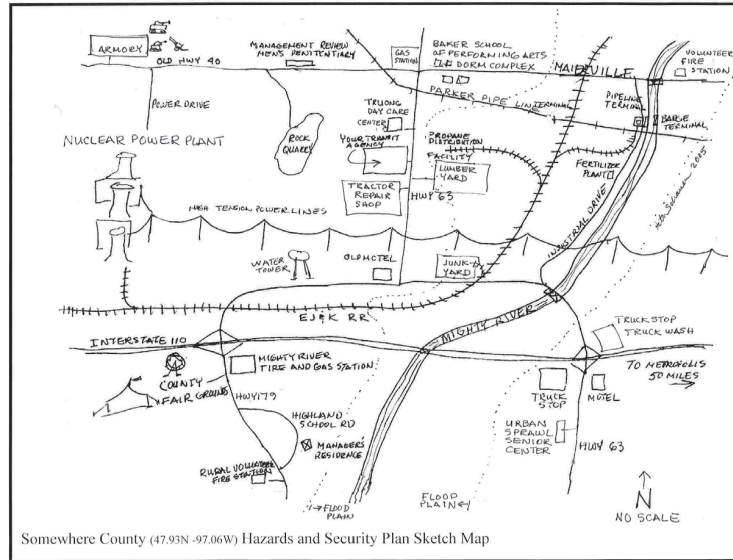 ARMORY
OLD HWY 40
MANAGEMENT REVIEW
MEN'S PENITENTIARY
GAS
STATION
BAKER SCHOOL
OF PERFORMING ARTS
DORM COMPLEX
MAIERVILLE
VOLUNTEER
FIRE
STATION
POWER DRIVE
PARKER PIPE LINE
TERMINAL
PIPELINE
TERMINAL
BARGE
TERMINAL
TRUONG
DAY CARE
CENTER
NUCLEAR POWER PLANT
ROCK
QUARRY
YOUR TRANSIT
AGENCY
PROPANE
DISTRIBUTION
FACILITY
LUMBER
YARD
FERTILIZER
PLANT
TRACTOR
REPAIR
SHOP
HWY 63
INDUSTRIAL DRIVE
2005
HIGH TENSION POWER LINES
WATER
TOWER
OLD MOTEL
JUNK
YARD
EJ&K RR
MIGHTY RIVER
TRUCK STOP
TRUCK WASH
INTERSTATE 110
MIGHTY RIVER
TIRE AND GAS STATION
TO METROPOLIS
50 MILES
COUNTY
FAIR GROUNDS
HWY 179
TRUCK
STOP
MOTEL
HIGHLAND
SCHOOL RD
MANAGER'S
RESIDENCE
URBAN
SPRAWL
SENIOR
CENTER
HWY 63
RURAL VOLUNTEER
FIRE STATION
FLOOD
PLAIN
FLOOD
PLAIN
N
NO SCALE
Somewhere County (47.93N -97.06W) Hazards and Security Plan Sketch Map